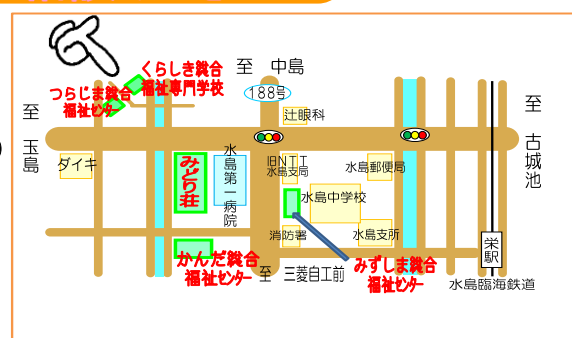 至 中島
188号
くらしき総合
福祉専門学校
つらじま総合
福祉センター
辻眼科
至 玉島
至 古城池
ダイキ
みどり荘
水島第一病院
旧NTT
水島支局
水島郵便局
水島中学校
消防署
水島支所
栄駅
かんだ総合
福祉センター
至 三菱自工前
みずしま総合
福祉センター
水島臨海鉄道